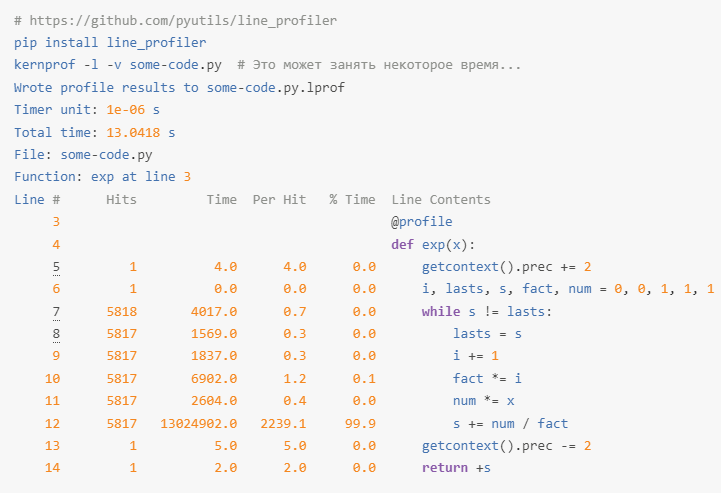 # https://github.com/pyutils/line_profiler
pip install line_profiler
kernprof -l -v some-code.py  # Это может занять некоторое время...
Wrote profile results to some-code.py.lprof
Timer unit: 1e-06 s
Total time: 13.0418 s
File: some-code.py
Function: exp at line 3
Line #      Hits         Time  Per Hit   % Time  Line Contents
     3                                           @profile
     4                                           def exp(x):
     5         1          4.0      4.0      0.0      getcontext().prec += 2
     6         1          0.0      0.0      0.0      i, lasts, s, fact, num = 0, 0, 1, 1, 1
     7      5818       4017.0      0.7      0.0      while s != lasts:
     8      5817       1569.0      0.3      0.0          lasts = s
     9      5817       1837.0      0.3      0.0          i += 1
    10      5817       6902.0      1.2      0.1          fact *= i
    11      5817       2604.0      0.4      0.0          num *= x
    12      5817   13024902.0   2239.1     99.9          s += num / fact
    13         1          5.0      5.0      0.0      getcontext().prec -= 2
    14         1          2.0      2.0      0.0      return +s